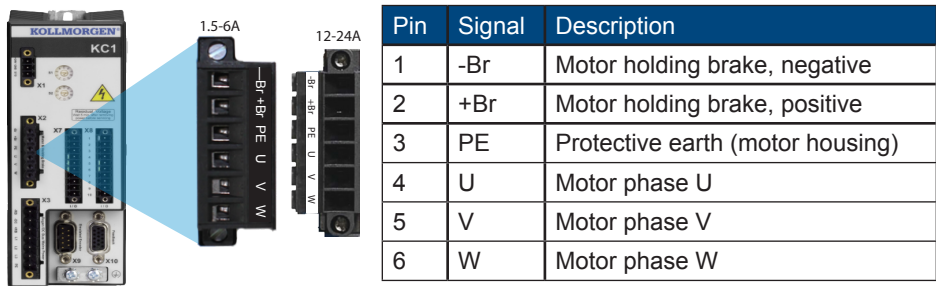 KOLLMORGEN
KC1
X1
X2
X7 X8
X3
X9
X10
1.5-6A
-Br +Br PE U V W
12-24A
-Br +Br PE U V W
Pin Signal Description
1 -Br Motor holding brake, negative
2 +Br Motor holding brake, positive
3 PE Protective earth (motor housing)
4 U Motor phase U
5 V Motor phase V
6 W Motor phase W